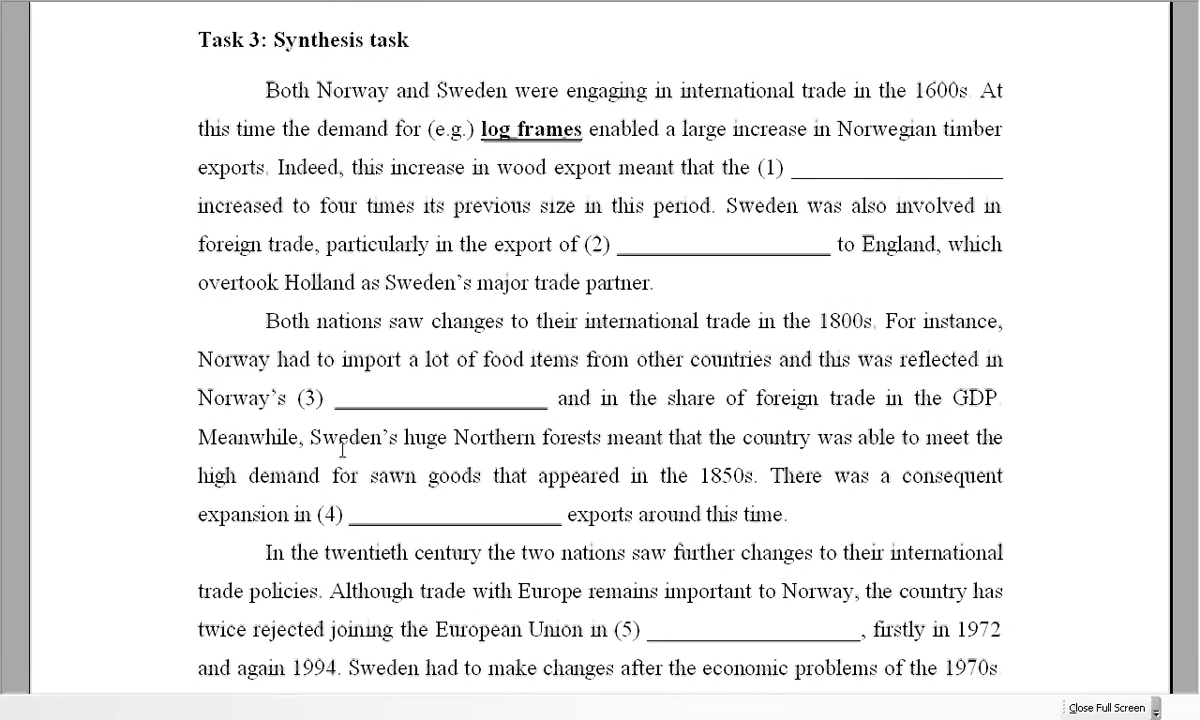 Task 3: Synthesis task
Both Norway and Sweden were engaging in international trade in the 1600s. At
this time the demand for (e.g.) log frames enabled a large increase in Norwegian timber
exports. Indeed, this increase in wood export meant that the (1) ____________________
increased to four times its previous size in this period. Sweden was also involved in
foreign trade, particularly in the export of (2) ____________________ to England, which
overtook Holland as Sweden’s major trade partner.
Both nations saw changes to their international trade in the 1800s. For instance,
Norway had to import a lot of food items from other countries and this was reflected in
Norway’s (3) ____________________ and in the share of foreign trade in the GDP.
Meanwhile, Sweden’s huge Northern forests meant that the country was able to meet the
high demand for sawn goods that appeared in the 1850s. There was a consequent
expansion in (4) ____________________ exports around this time.
In the twentieth century the two nations saw further changes to their international
trade policies. Although trade with Europe remains important to Norway, the country has
twice rejected joining the European Union in (5) ____________________, firstly in 1972
and again 1994. Sweden had to make changes after the economic problems of the 1970s.
Close Full Screen